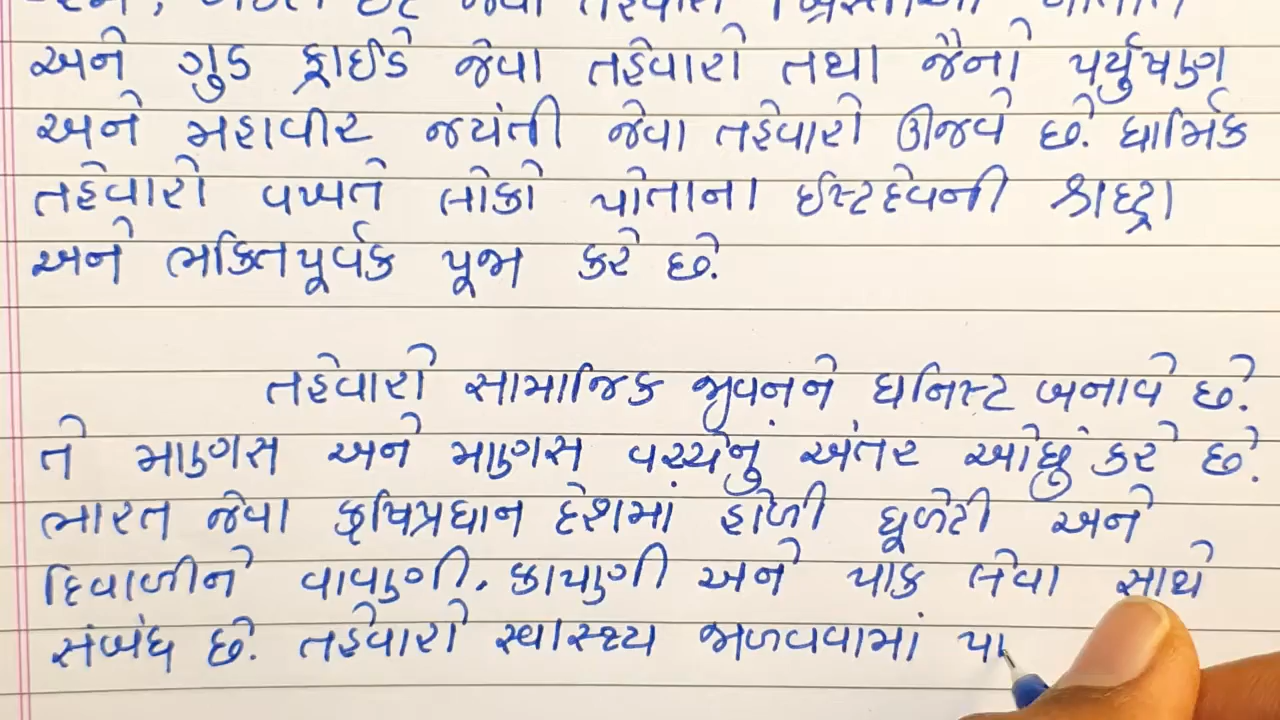 જેવા તહેવારો
અને ગુડ ફ્રાઈડે જેવા તહેવારો તથા જૈનો પર્યુષણ
અને મહાવીર જયંતી જેવા તહેવારો ઊજવે છે. ધાર્મિક
તહેવારો વખતે લોકો પોતાના ઈષ્ટદેવની શ્રાદ્ધા
અને ભક્તિપૂર્વક પૂજા કરે છે.
તહેવારો સામાજિક જીવનને ઘનિષ્ટ બનાવે છે.
તે માણસ અને માણસ વચ્ચેનું અંતર ઓછું કરે છે.
ભારત જેવા કૃષિપ્રધાન દેશમાં હોળી ધૂળેટી અને
દિવાળીને વાવણી, કાપણી અને પાક લેવા સાથે
સંબંધ છે. તહેવારો સ્વાસ્થ્ય જાળવવામાં પા